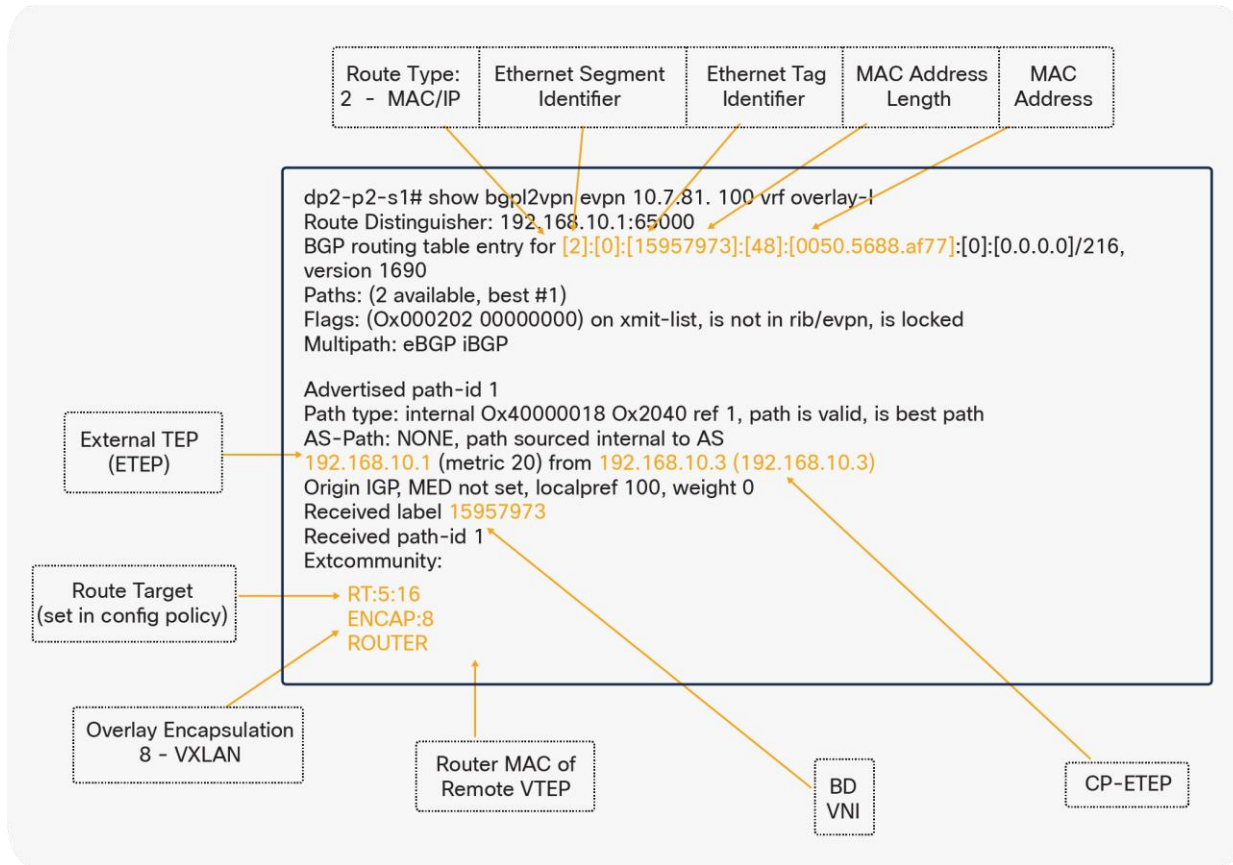 Route Type:
2 - MAC/IP
Ethernet Segment
Identifier
Ethernet Tag
Identifier
MAC Address
Length
MAC
Address
dp2-p2-s1# show bgpl2vpn evpn 10.7.81. 100 vrf overlay-I
Route Distinguisher: 192.168.10.1:65000
BGP routing table entry for [2]:[0]:[15957973]:[48]:[0050.5688.af77]:[0]:[0.0.0.0]/216,
version 1690
Paths: (2 available, best #1)
Flags: (Ox000202 00000000) on xmit-list, is not in rib/evpn, is locked
Multipath: eBGP iBGP
Advertised path-id 1
Path type: internal Ox40000018 Ox2040 ref 1, path is valid, is best path
AS-Path: NONE, path sourced internal to AS
192.168.10.1 (metric 20) from 192.168.10.3 (192.168.10.3)
Origin IGP, MED not set, localpref 100, weight 0
Received label 15957973
Received path-id 1
Extcommunity:
RT:5:16
ENCAP:8
ROUTER
External TEP
(ETEP)
Route Target
(set in config policy)
Overlay Encapsulation
8 - VXLAN
Router MAC of
Remote VTEP
BD
VNI
CP-ETEP